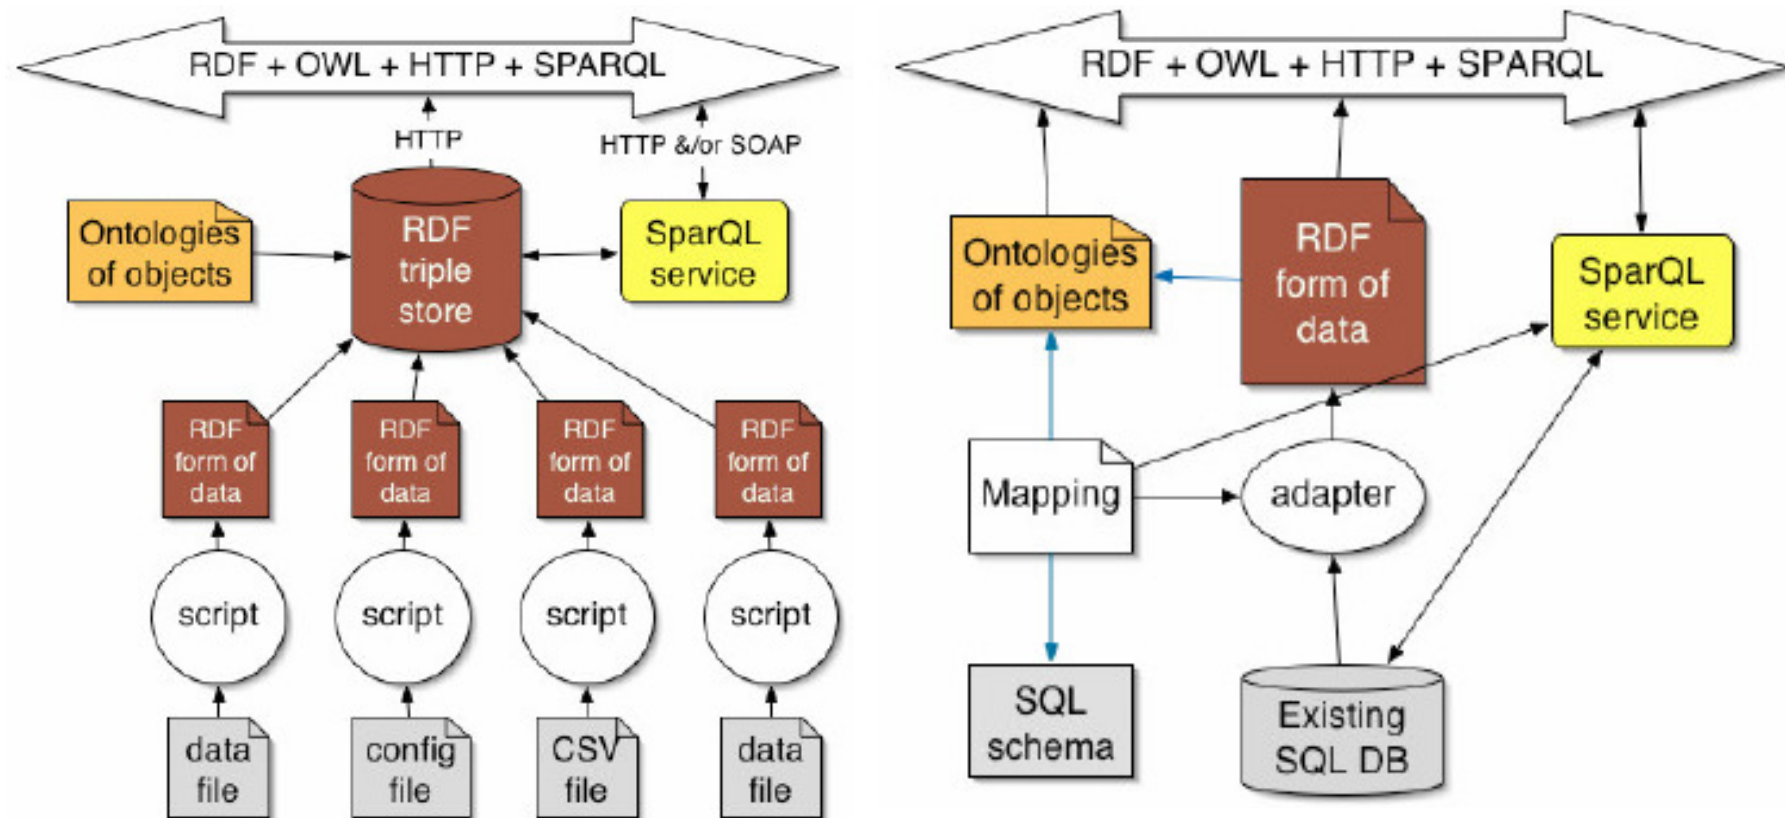 RDF + OWL + HTTP + SPARQL
HTTP
HTTP &/or SOAP
Ontologies
of objects
RDF
triple
store
SparQL
service
RDF
form of
data
RDF
form of
data
RDF
form of
data
RDF
form of
data
script
script
script
script
data
file
config
file
CSV
file
data
file
RDF + OWL + HTTP + SPARQL
Ontologies
of objects
RDF
form of
data
SparQL
service
Mapping
adapter
SQL
schema
Existing
SQL DB